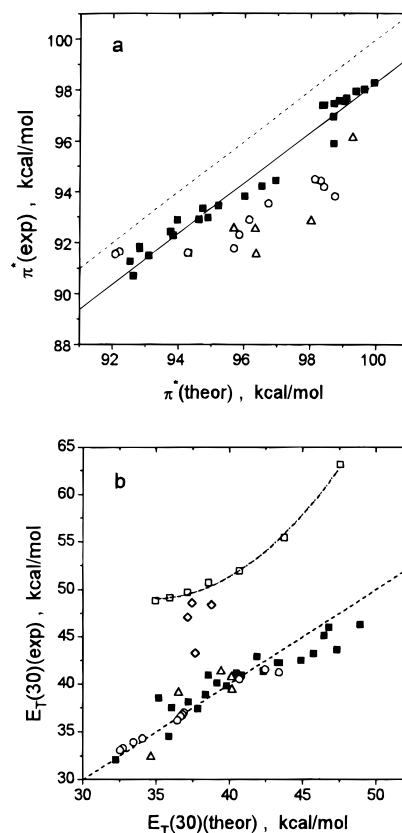 a
π*(exp) , kcal/mol
100
98
96
94
92
90
88
92 94 96 98 100
π*(theor) , kcal/mol
b
E_T(30)(exp) , kcal/mol
65
60
55
50
45
40
35
30
30 35 40 45 50
E_T(30)(theor) , kcal/mol